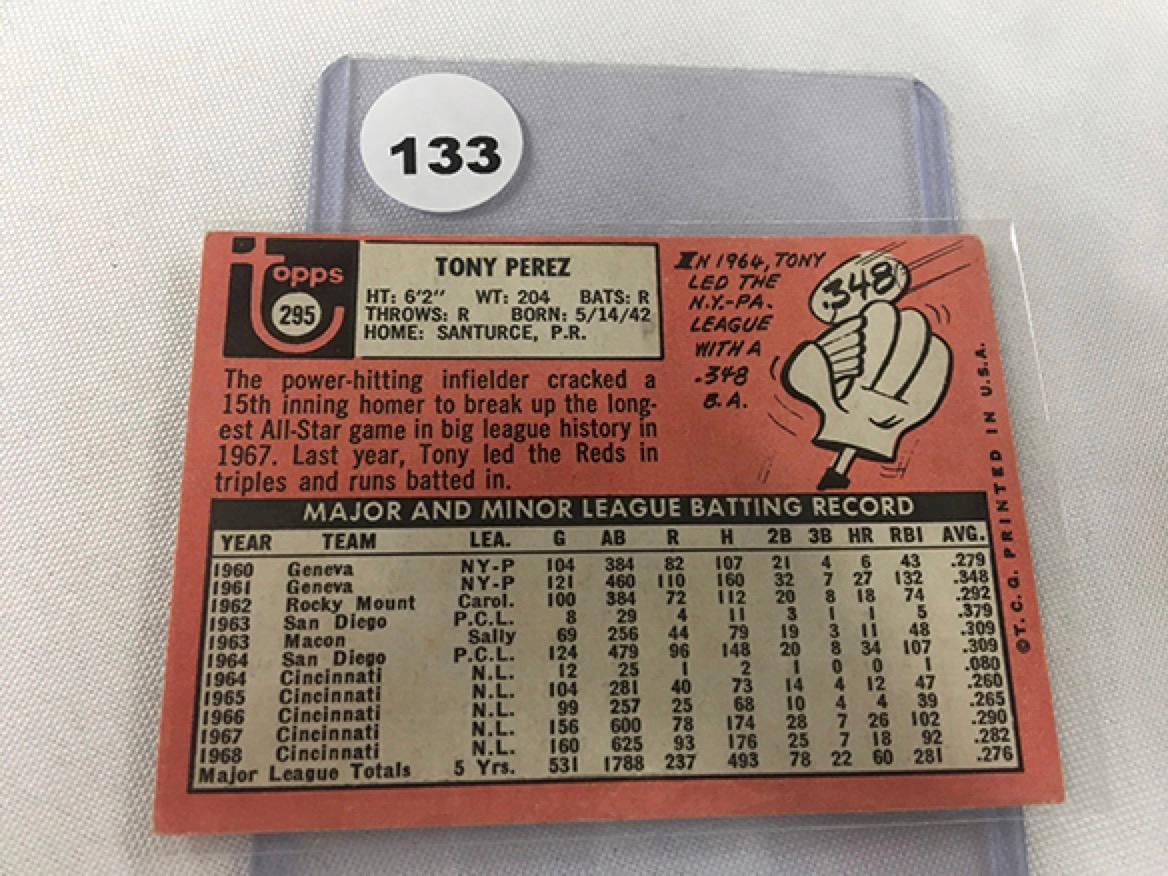 133
topps
295
TONY PEREZ
HT: 6'2" WT: 204 BATS: R
THROWS: R BORN: 5/14/42
HOME: SANTURCE, P.R.
The power-hitting infielder cracked a
15th inning homer to break up the long-
est All-Star game in big league history in
1967. Last year, Tony led the Reds in
triples and runs batted in.
IN 1964, TONY
LED THE
N.Y.-PA.
LEAGUE
WITH A
.348
B.A.
.348
MAJOR AND MINOR LEAGUE BATTING RECORD
YEAR TEAM LEA. G AB R H 2B 3B HR RBI AVG.
1960 Geneva NY-P 104 384 82 107 21 4 6 43 .279
1961 Geneva NY-P 121 460 110 160 32 7 27 132 .348
1962 Rocky Mount Carol. 100 384 72 112 20 8 18 74 .292
1963 San Diego P.C.L. 8 29 4 11 3 1 1 5 .379
1963 Macon Sally 69 256 44 79 19 3 11 48 .309
1964 San Diego P.C.L. 124 479 96 148 20 8 34 107 .309
1964 Cincinnati N.L. 12 25 1 2 1 0 0 1 .080
1965 Cincinnati N.L. 104 281 40 73 14 4 12 47 .260
1966 Cincinnati N.L. 99 257 25 68 10 4 4 39 .265
1967 Cincinnati N.L. 156 600 78 174 28 7 26 102 .290
1968 Cincinnati N.L. 160 625 93 176 25 7 18 92 .282
Major League Totals 5 Yrs. 531 1788 237 493 78 22 60 281 .276
©T.C.G. PRINTED IN U.S.A.